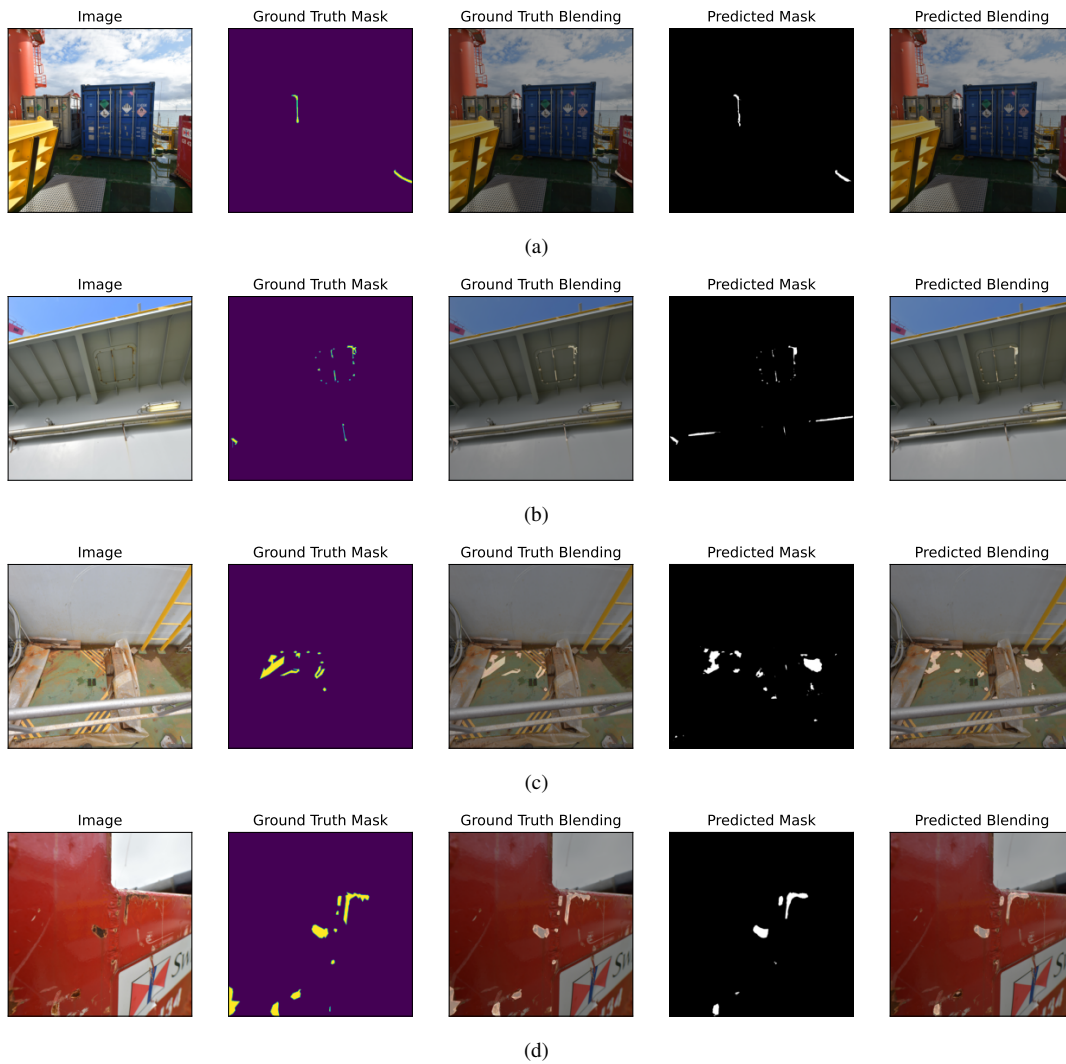 Image Ground Truth Mask Ground Truth Blending Predicted Mask Predicted Blending
(a)
Image Ground Truth Mask Ground Truth Blending Predicted Mask Predicted Blending
(b)
Image Ground Truth Mask Ground Truth Blending Predicted Mask Predicted Blending
(c)
Image Ground Truth Mask Ground Truth Blending Predicted Mask Predicted Blending
(d)